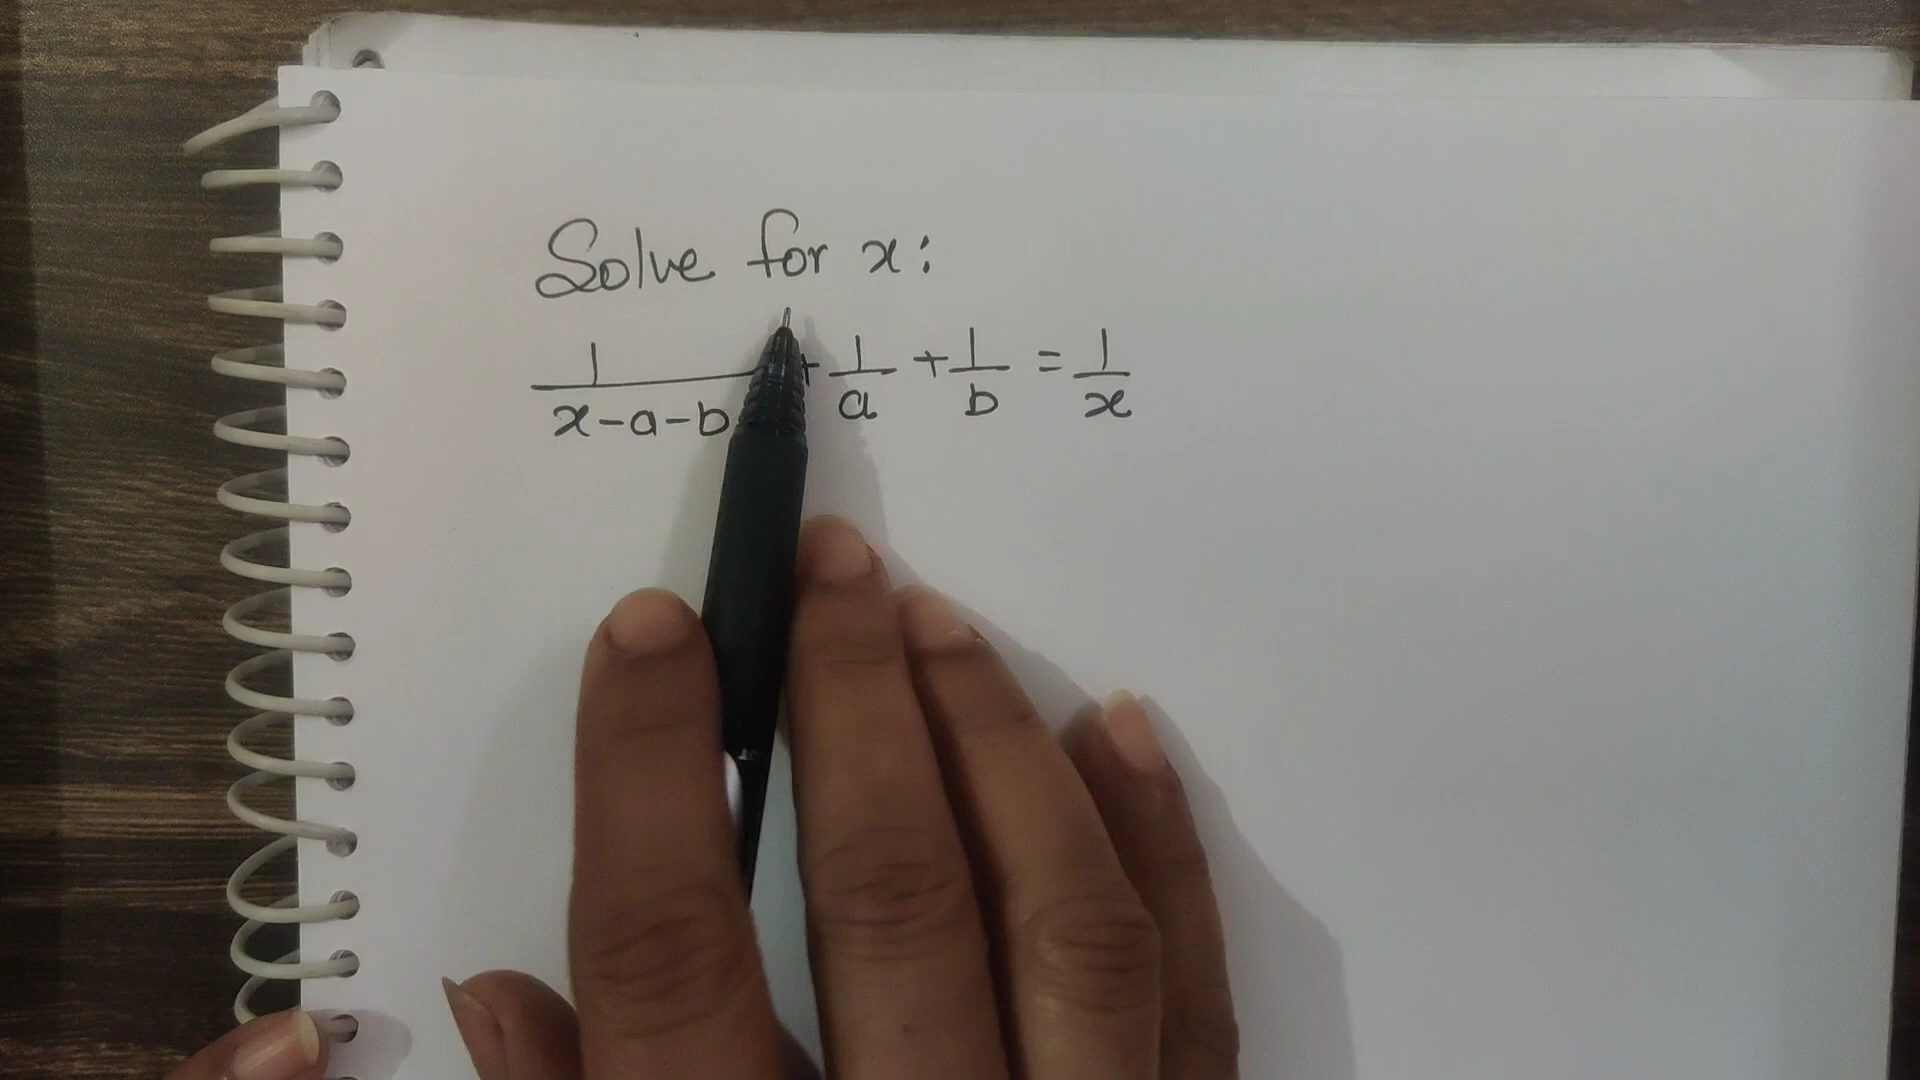 Solve for x:
1/(x-a-b) + 1/a + 1/b = 1/x